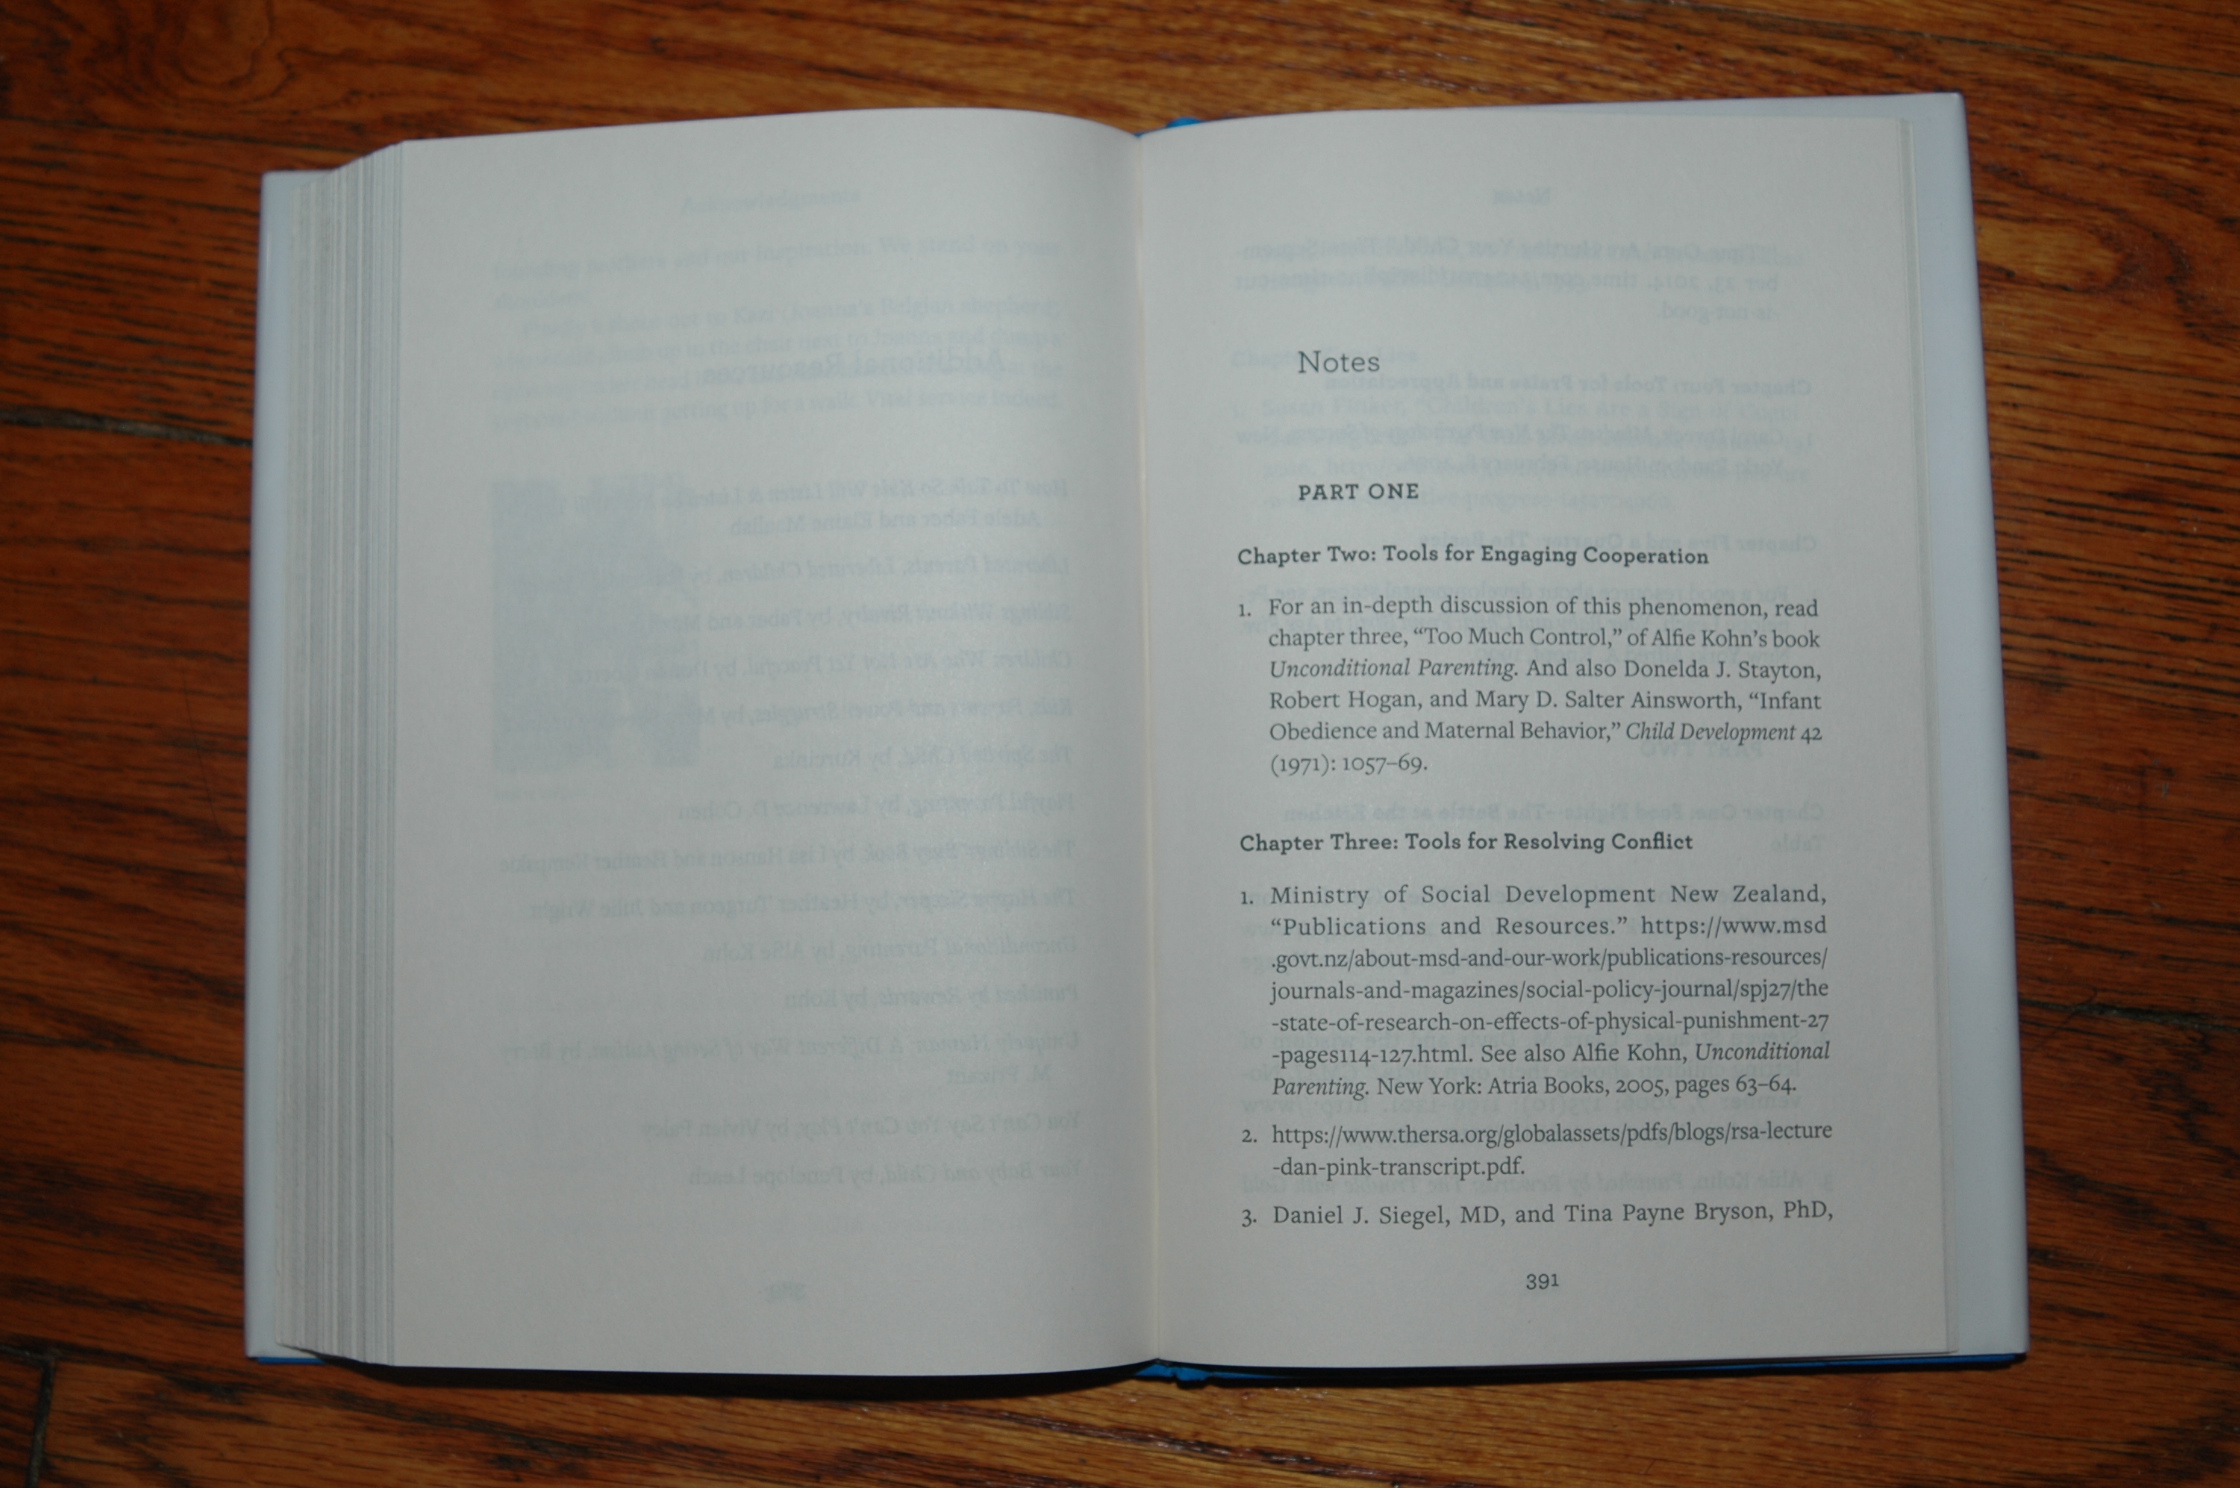 Notes
PART ONE
Chapter Two: Tools for Engaging Cooperation
1. For an in-depth discussion of this phenomenon, read
chapter three, “Too Much Control,” of Alfie Kohn’s book
Unconditional Parenting. And also Donelda J. Stayton,
Robert Hogan, and Mary D. Salter Ainsworth, “Infant
Obedience and Maternal Behavior,” Child Development 42
(1971): 1057–69.
Chapter Three: Tools for Resolving Conflict
1. Ministry of Social Development New Zealand,
“Publications and Resources.” https://www.msd
.govt.nz/about-msd-and-our-work/publications-resources/
journals-and-magazines/social-policy-journal/spj27/the
-state-of-research-on-effects-of-physical-punishment-27
-pages114-127.html. See also Alfie Kohn, Unconditional
Parenting. New York: Atria Books, 2005, pages 63–64.
2. https://www.thersa.org/globalassets/pdfs/blogs/rsa-lecture
-dan-pink-transcript.pdf.
3. Daniel J. Siegel, MD, and Tina Payne Bryson, PhD,
391